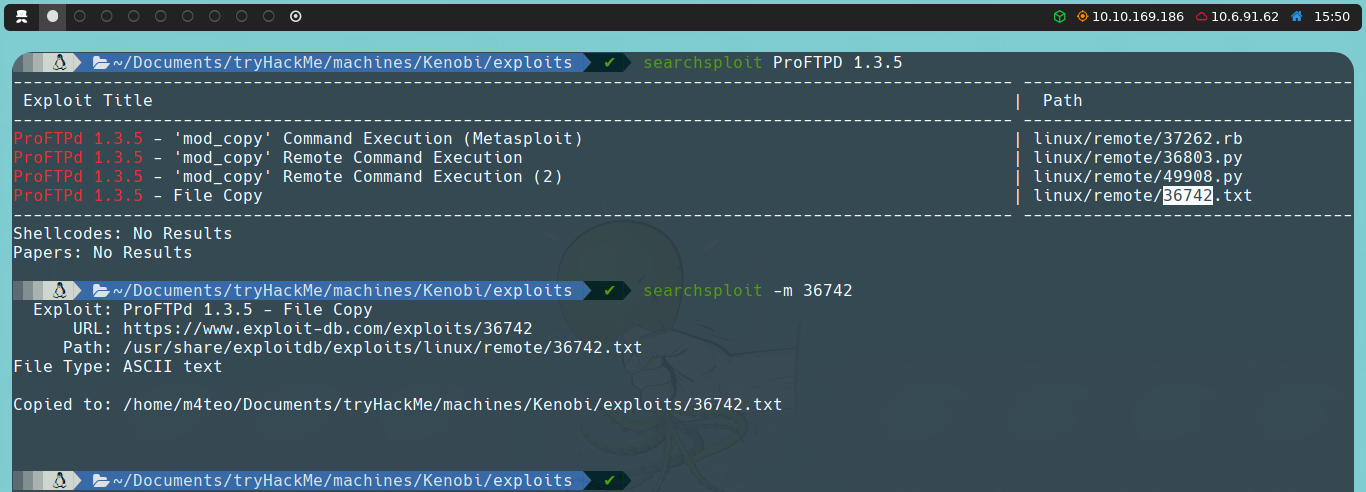 10.10.169.186 10.6.91.62 15:50
~/Documents/tryHackMe/machines/Kenobi/exploits ✔ searchsploit ProFTPD 1.3.5
---------------------------------------------------------------------------------------------------- ---------------------------------
Exploit Title | Path
---------------------------------------------------------------------------------------------------- ---------------------------------
ProFTPd 1.3.5 - 'mod_copy' Command Execution (Metasploit) | linux/remote/37262.rb
ProFTPd 1.3.5 - 'mod_copy' Remote Command Execution | linux/remote/36803.py
ProFTPd 1.3.5 - 'mod_copy' Remote Command Execution (2) | linux/remote/49908.py
ProFTPd 1.3.5 - File Copy | linux/remote/36742.txt
---------------------------------------------------------------------------------------------------- ---------------------------------
Shellcodes: No Results
Papers: No Results
~/Documents/tryHackMe/machines/Kenobi/exploits ✔ searchsploit -m 36742
Exploit: ProFTPd 1.3.5 - File Copy
URL: https://www.exploit-db.com/exploits/36742
Path: /usr/share/exploitdb/exploits/linux/remote/36742.txt
File Type: ASCII text
Copied to: /home/m4teo/Documents/tryHackMe/machines/Kenobi/exploits/36742.txt
~/Documents/tryHackMe/machines/Kenobi/exploits ✔